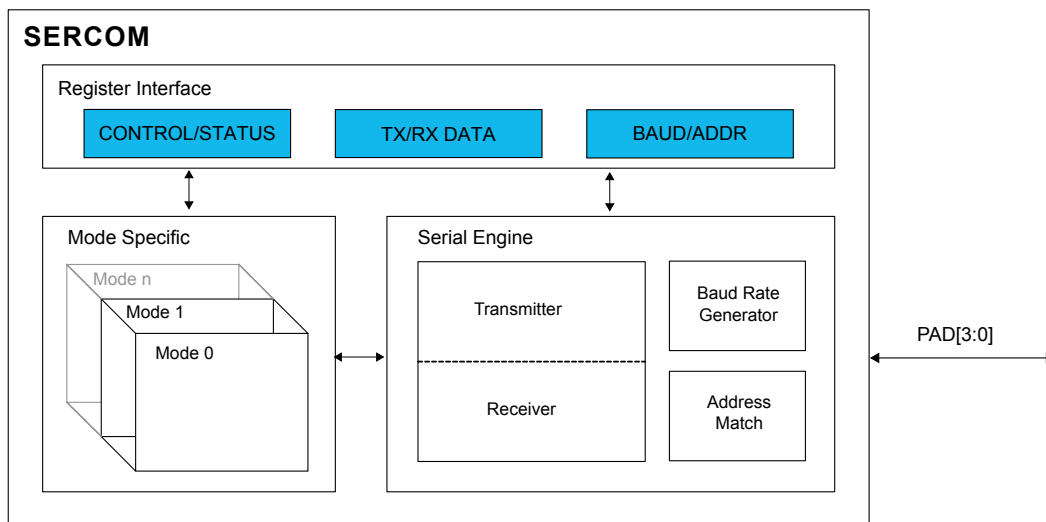 SERCOM
Register Interface
CONTROL/STATUS
TX/RX DATA
BAUD/ADDR
Mode Specific
Mode n
Mode 1
Mode 0
Serial Engine
Transmitter
Receiver
Baud Rate
Generator
Address
Match
PAD[3:0]